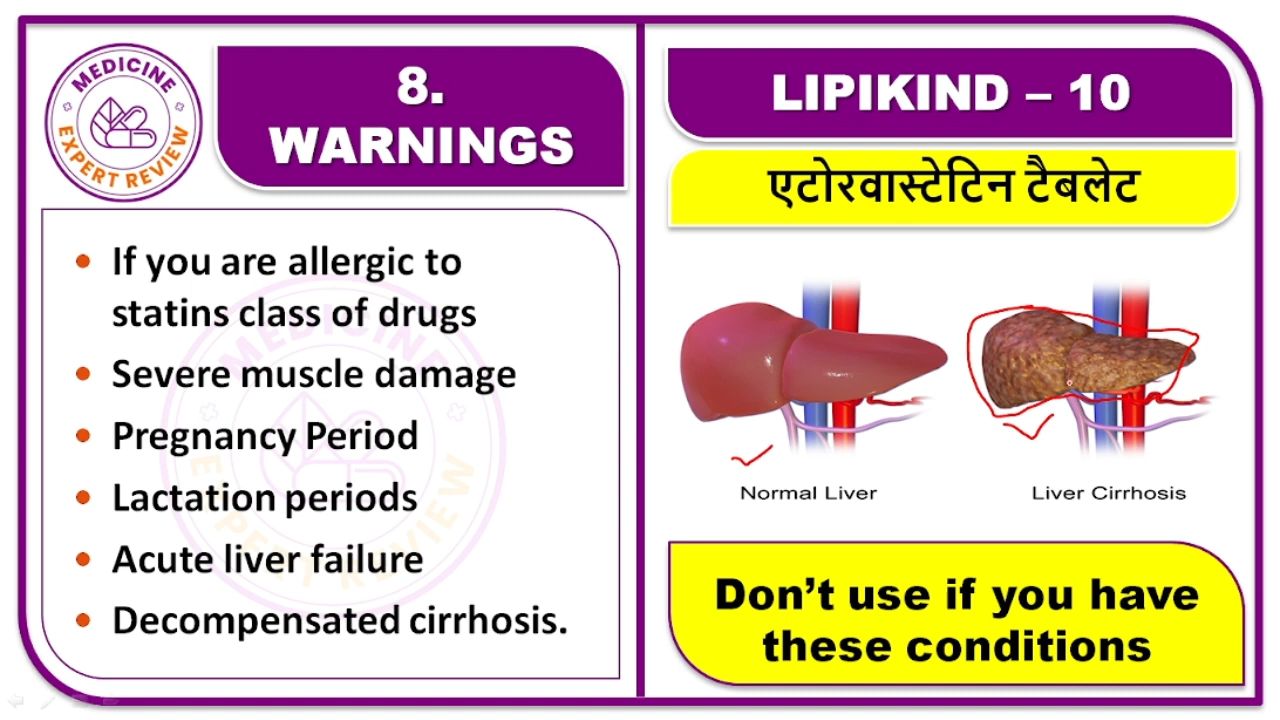 MEDICINE
EXPERT REVIEW
8.
WARNINGS
• If you are allergic to
statins class of drugs
• Severe muscle damage
• Pregnancy Period
• Lactation periods
• Acute liver failure
• Decompensated cirrhosis.
LIPIKIND – 10
एटोरवास्टेटिन टैबलेट
Normal Liver
Liver Cirrhosis
Don’t use if you have
these conditions